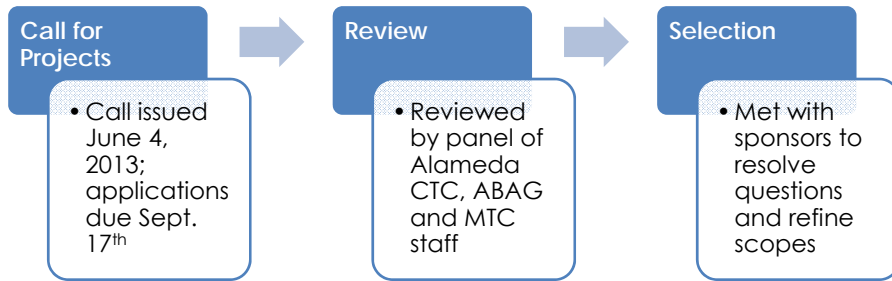 Call for
Projects
• Call issued
June 4,
2013;
applications
due Sept.
17th
Review
• Reviewed
by panel of
Alameda
CTC, ABAG
and MTC
staff
Selection
• Met with
sponsors to
resolve
questions
and refine
scopes